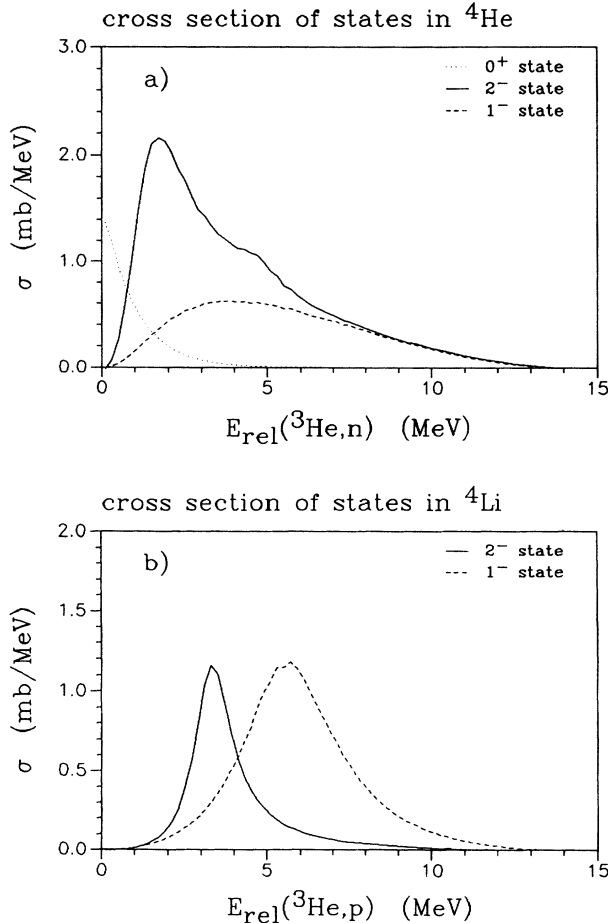 cross section of states in ⁴He
a)
0⁺ state
2⁻ state
1⁻ state
3.0
2.0
1.0
0.0
σ (mb/MeV)
0 5 10 15
E_rel(³He,n) (MeV)
cross section of states in ⁴Li
b)
2⁻ state
1⁻ state
2.0
1.5
1.0
0.5
0.0
σ (mb/MeV)
0 5 10 15
E_rel(³He,p) (MeV)